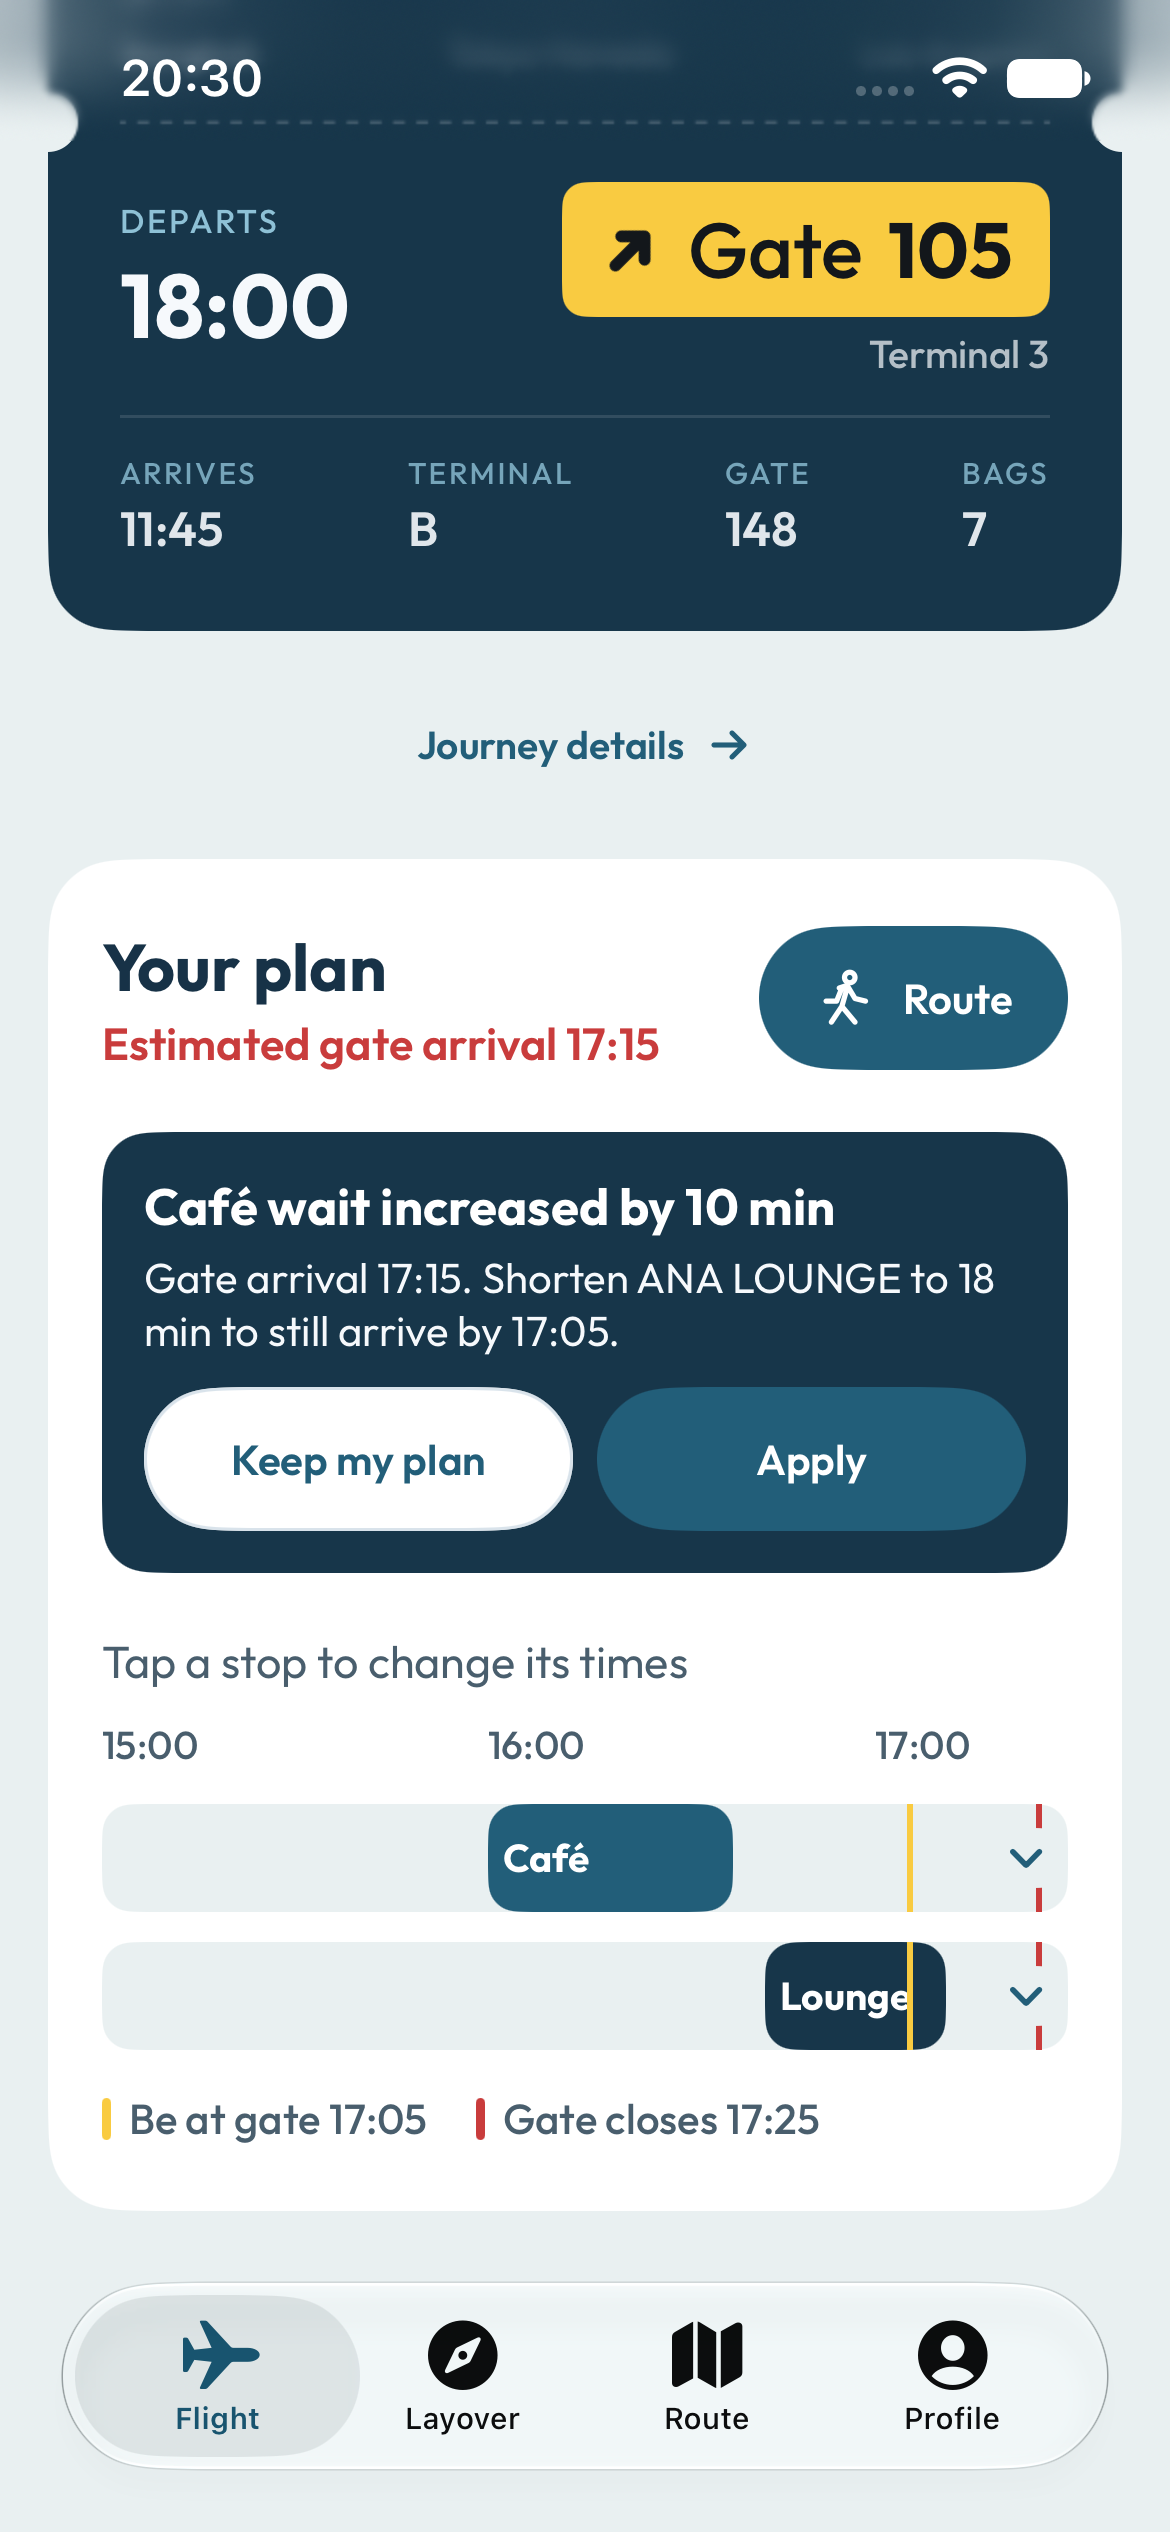 20:30
DEPARTS
Gate 105
18:00
Terminal 3
ARRIVES TERMINAL GATE BAGS
11:45 B 148 7
Journey details
Your plan
Route
Estimated gate arrival 17:15
Café wait increased by 10 min
Gate arrival 17:15. Shorten ANA LOUNGE to 18
min to still arrive by 17:05.
Keep my plan Apply
Tap a stop to change its times
15:00 16:00 17:00
Café
Lounge
Be at gate 17:05 Gate closes 17:25
Flight Layover Route Profile